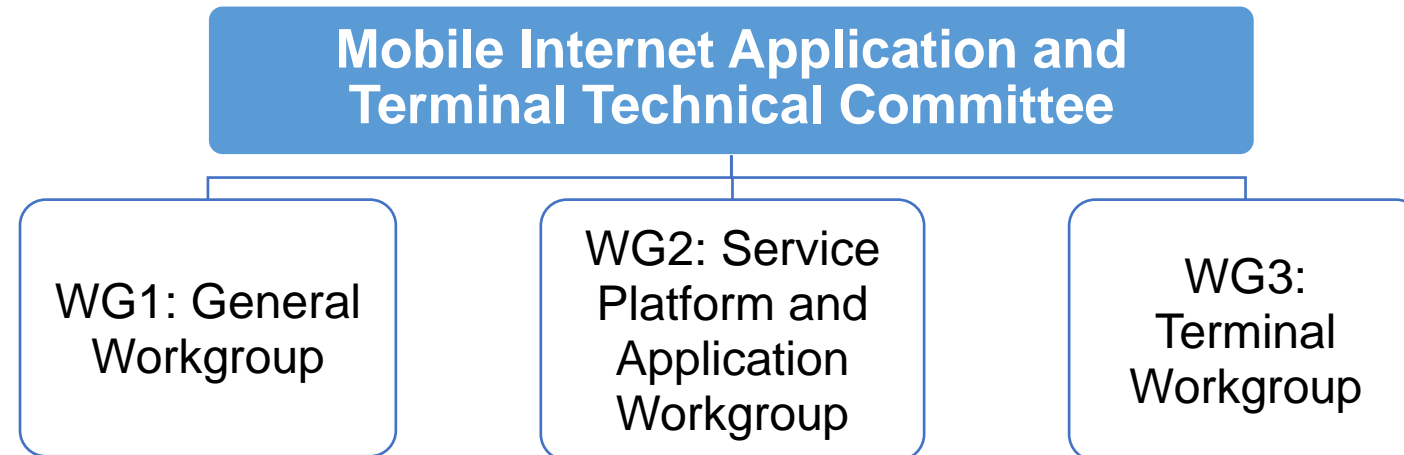 Mobile Internet Application and
Terminal Technical Committee
WG1: General
Workgroup
WG2: Service
Platform and
Application
Workgroup
WG3:
Terminal
Workgroup